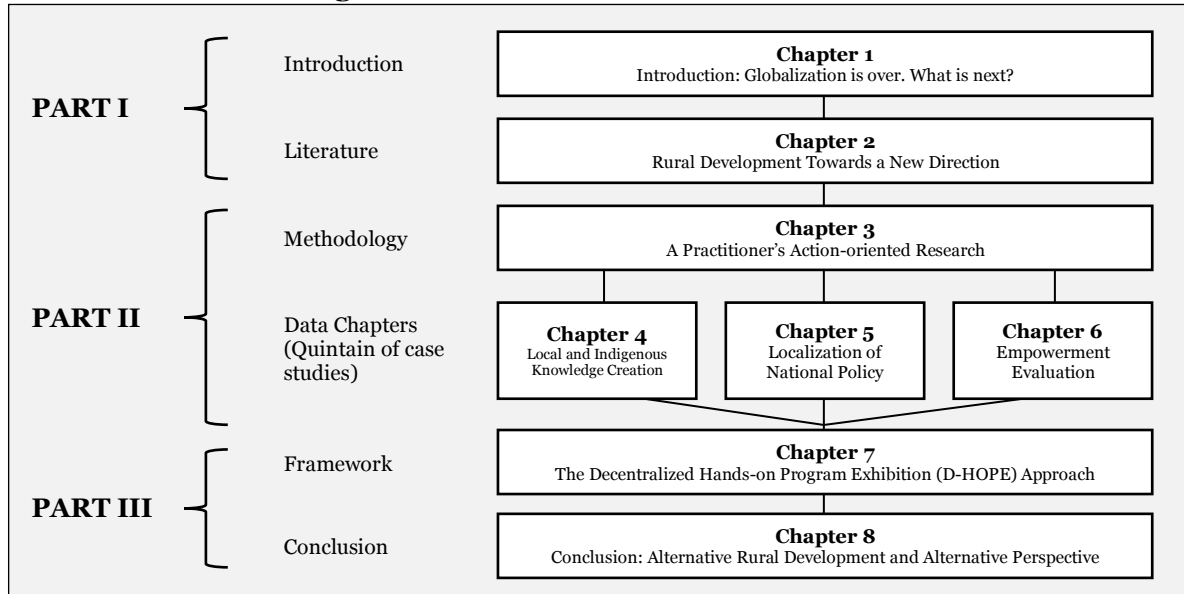 PART I
Introduction
Chapter 1
Introduction: Globalization is over. What is next?
Literature
Chapter 2
Rural Development Towards a New Direction
PART II
Methodology
Chapter 3
A Practitioner's Action-oriented Research
Data Chapters
(Quintain of case
studies)
Chapter 4
Local and Indigenous
Knowledge Creation
Chapter 5
Localization of
National Policy
Chapter 6
Empowerment
Evaluation
PART III
Framework
Chapter 7
The Decentralized Hands-on Program Exhibition (D-HOPE) Approach
Conclusion
Chapter 8
Conclusion: Alternative Rural Development and Alternative Perspective